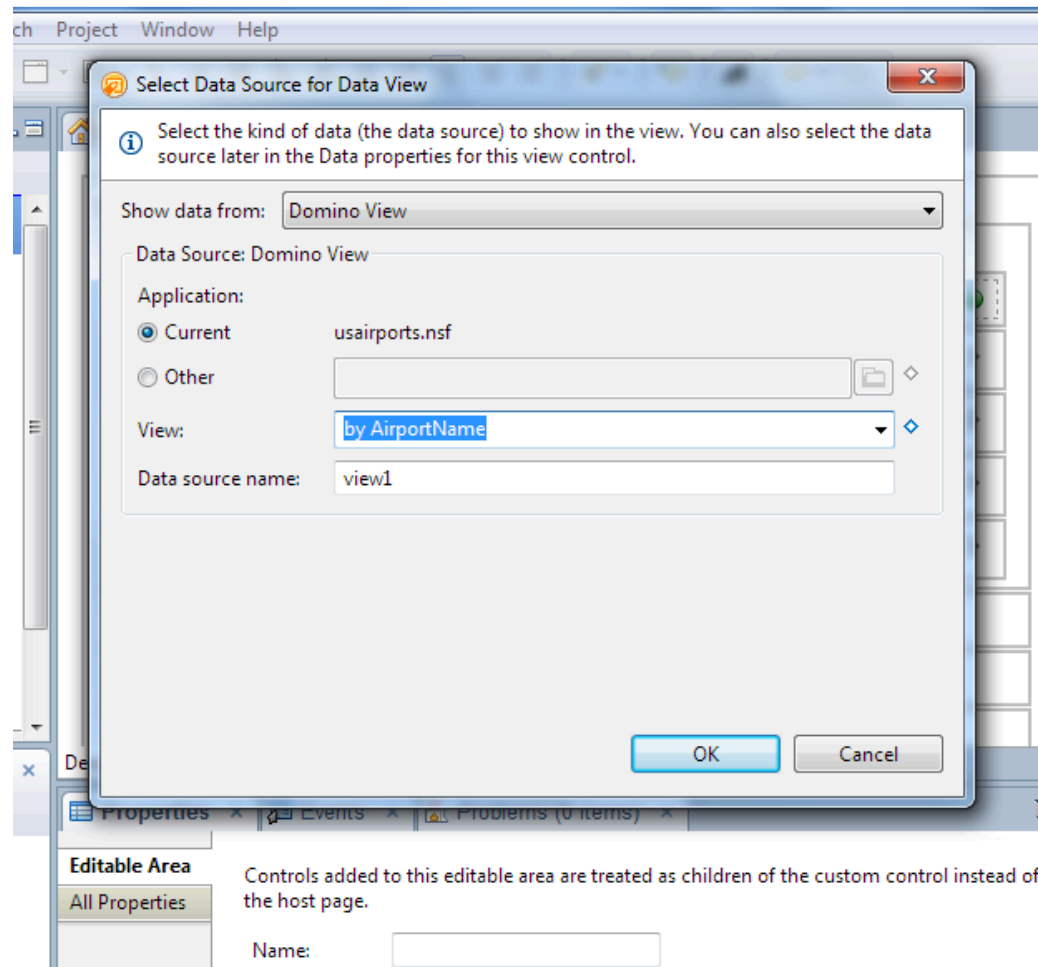 ch Project Window Help
Select Data Source for Data View
Select the kind of data (the data source) to show in the view. You can also select the data
source later in the Data properties for this view control.
Show data from: Domino View
Data Source: Domino View
Application:
Current usairports.nsf
Other
View: by AirportName
Data source name: view1
OK Cancel
De
Properties Events Problems (0 items)
Editable Area
All Properties
Controls added to this editable area are treated as children of the custom control instead of
the host page.
Name: